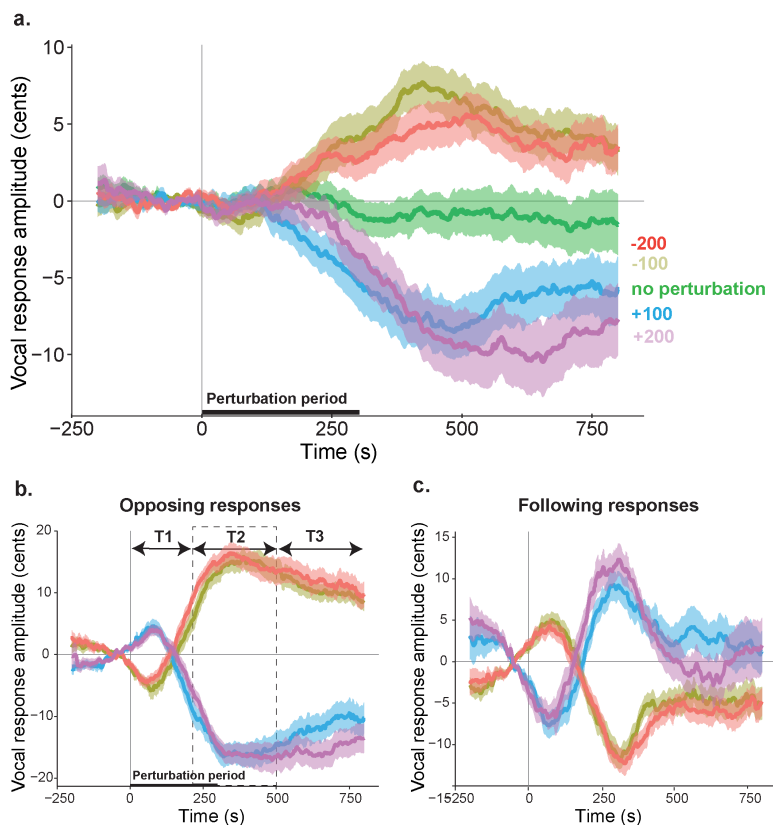 a.
10
5
0
−5
−10
Vocal response amplitude (cents)
-200
-100
no perturbation
+100
+200
Perturbation period
−250
0
250
500
750
Time (s)
b.
Opposing responses
T1
T2
T3
20
10
0
−10
−20
Vocal response amplitude (cents)
Perturbation period
−250
0
250
500
750
Time (s)
c.
Following responses
15
10
5
0
−5
−10
−15
Vocal response amplitude (cents)
−250
0
250
500
750
Time (s)